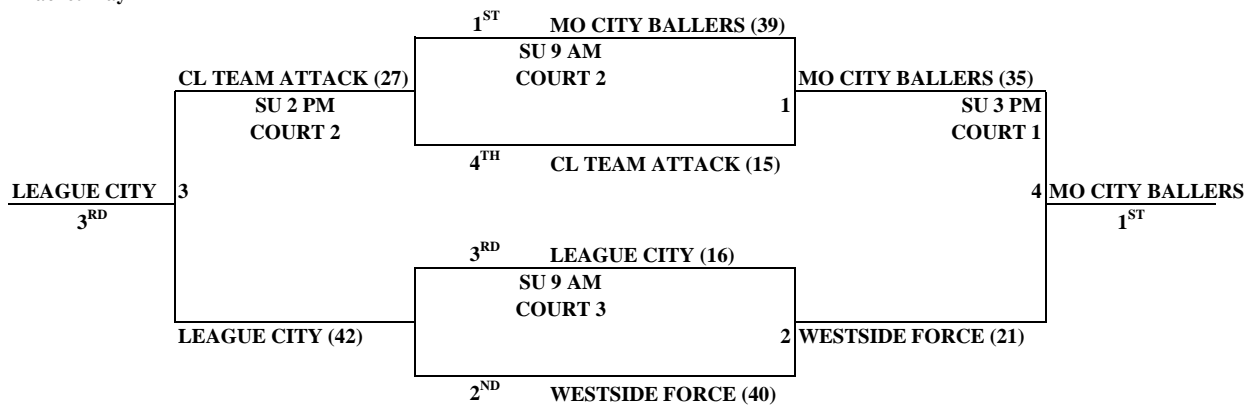 1ST MO CITY BALLERS (39)
SU 9 AM
COURT 2
CL TEAM ATTACK (27)
MO CITY BALLERS (35)
SU 2 PM
COURT 2
1
SU 3 PM
COURT 1
4TH CL TEAM ATTACK (15)
LEAGUE CITY
3
3RD
4
MO CITY BALLERS
1ST
3RD LEAGUE CITY (16)
SU 9 AM
COURT 3
LEAGUE CITY (42)
2
WESTSIDE FORCE (21)
2ND WESTSIDE FORCE (40)